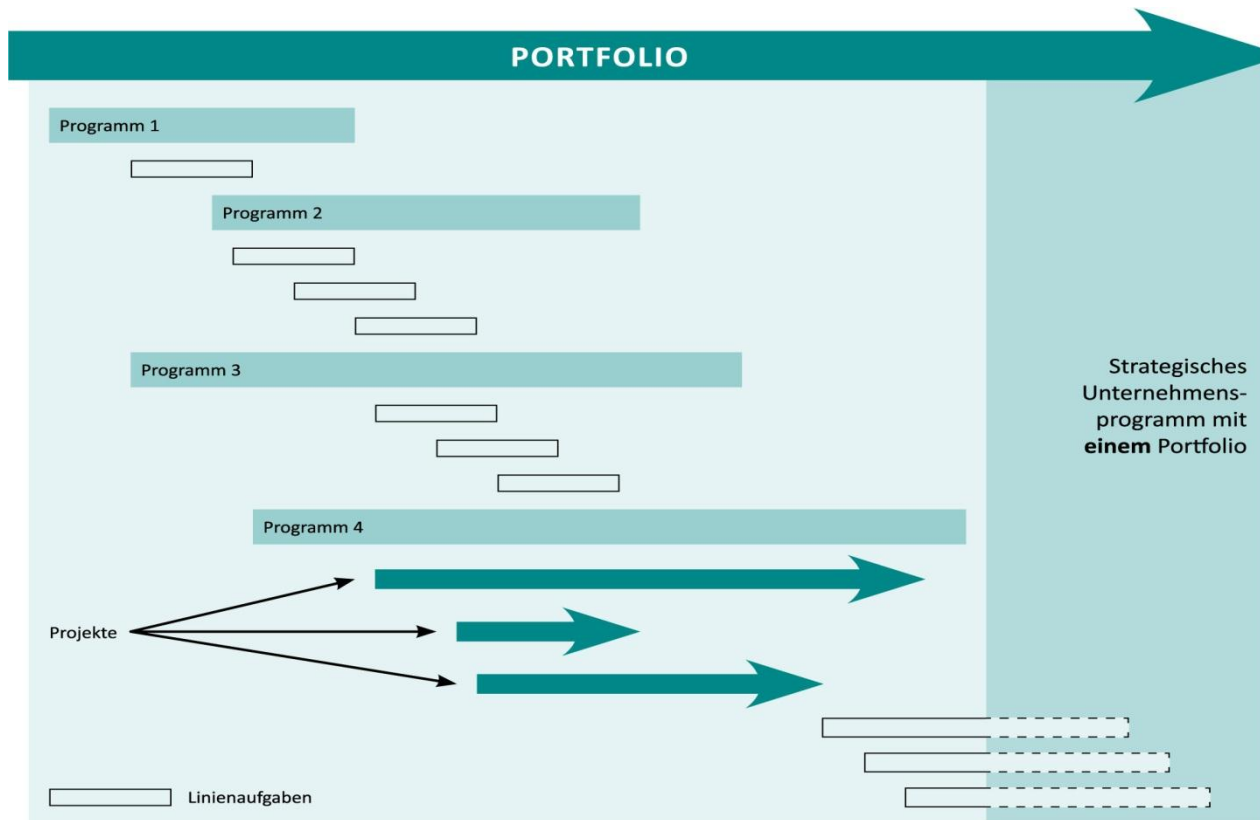 PORTFOLIO
Programm 1
Programm 2
Programm 3
Strategisches
Unternehmens-
programm mit
einem Portfolio
Programm 4
Projekte
Linienaufgaben